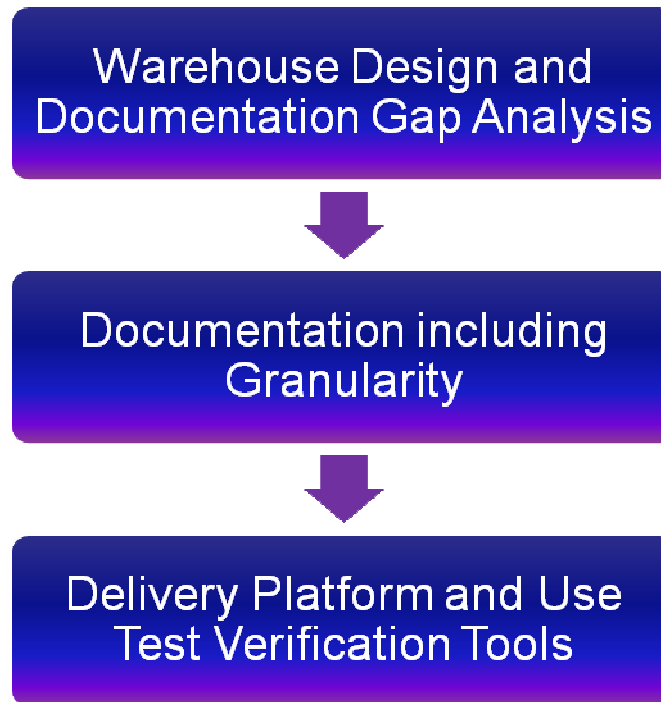 Warehouse Design and
Documentation Gap Analysis
Documentation including
Granularity
Delivery Platform and Use
Test Verification Tools